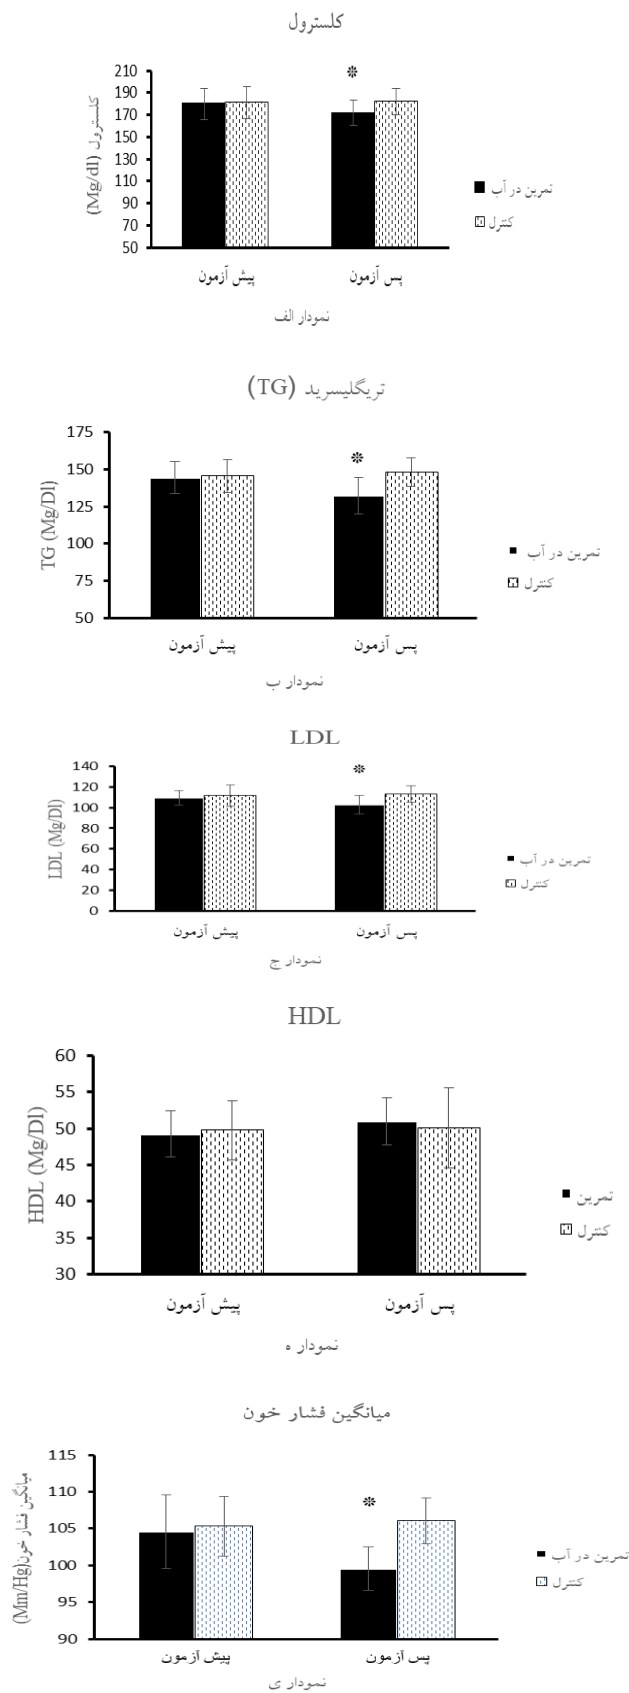 کلسترول
کلسترول (Mg/dl)
210
190
170
150
130
110
90
70
50
※
پیش آزمون
پس آزمون
تمرین در آب
کنترل
نمودار الف
تریگلیسرید (TG)
TG (Mg/Dl)
175
150
125
100
75
50
※
پیش آزمون
پس آزمون
تمرین در آب
کنترل
نمودار ب
LDL
LDL (Mg/Dl)
140
120
100
80
60
40
20
0
※
پیش آزمون
پس آزمون
تمرین در آب
کنترل
نمودار ج
HDL
HDL (Mg/Dl)
60
55
50
45
40
35
30
پیش آزمون
پس آزمون
تمرین
کنترل
نمودار ه
میانگین فشار خون
میانگین فشار خون(Mm/Hg)
115
110
105
100
95
90
※
پیش آزمون
پس آزمون
تمرین در آب
کنترل
نمودار ی